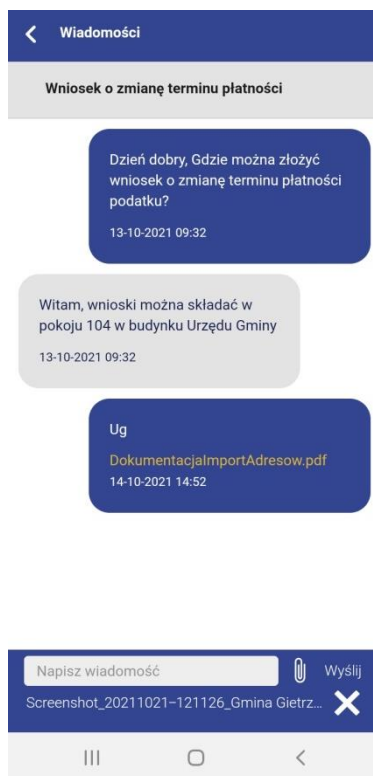 Wiadomości
Wniosek o zmianę terminu płatności
Dzień dobry, Gdzie można złożyć
wniosek o zmianę terminu płatności
podatku?
13-10-2021 09:32
Witam, wnioski można składać w
pokoju 104 w budynku Urzędu Gminy
13-10-2021 09:32
Ug
DokumentacjaImportAdresow.pdf
14-10-2021 14:52
Napisz wiadomość
Wyślij
Screenshot_20211021-121126_Gmina Gietrz...